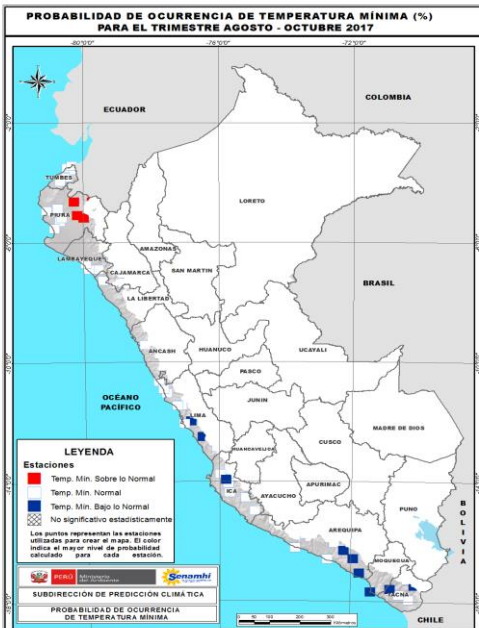 PROBABILIDAD DE OCURRENCIA DE TEMPERATURA MÍNIMA (%)
PARA EL TRIMESTRE AGOSTO - OCTUBRE 2017
-80°0'0"
-76°0'0"
-72°0'0"
ECUADOR
COLOMBIA
TUMBES
PIURA
LORETO
LAMBAYEQUE
AMAZONAS
CAJAMARCA
SAN MARTIN
BRASIL
LA LIBERTAD
ANCASH
HUANUCO
UCAYALI
PASCO
OCÉANO
PACÍFICO
JUNIN
LIMA
MADRE DE DIOS
CUSCO
HUANCAVELICA
ICA
AYACUCHO
APURIMAC
PUNO
BOLIVIA
AREQUIPA
MOQUEGUA
TACNA
CHILE
LEYENDA
Estaciones
Temp. Mín. Sobre lo Normal
Temp. Mín. Normal
Temp. Mín. Bajo lo Normal
No significativo estadísticamente
Los puntos representan las estaciones
utilizadas para crear el mapa. El color
indica el mayor nivel de probabilidad
calculado para cada estación.
PERÚ
Ministerio
del Ambiente
Senamhi
SUBDIRECCIÓN DE PREDICCIÓN CLIMÁTICA
PROBABILIDAD DE OCURRENCIA
DE TEMPERATURA MÍNIMA